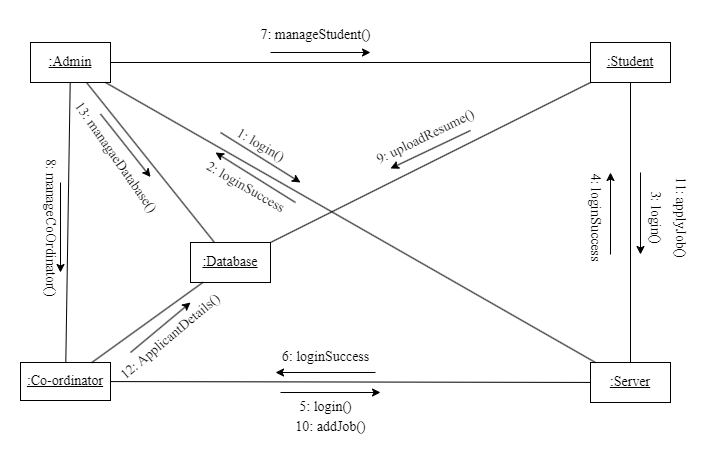 7: manageStudent()
:Admin
:Student
13: managaeDatabase()
1: login()
2: loginSuccess
9: uploadResume()
8: manageCoOrdinator()
4: loginSuccess
3: login()
11: applyJob()
:Database
12: ApplicantDetails()
6: loginSuccess
:Co-ordinator
:Server
5: login()
10: addJob()